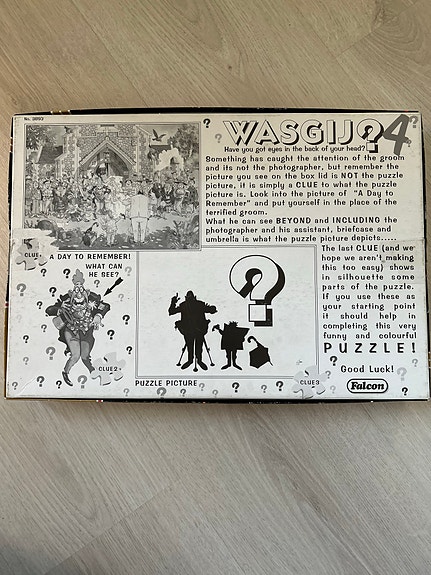 No. 3893
WASGIJ? 4
Have you got eyes in the back of your head?
Something has caught the attention of the groom
and its not the photographer, but remember the
picture you see on the box lid is NOT the puzzle
picture, it is simply a CLUE to what the puzzle
picture is. Look into the picture of "A Day to
Remember" and put yourself in the place of the
terrified groom.
What he can see BEYOND and INCLUDING the
photographer and his assistant, briefcase and
umbrella is what the puzzle picture depicts.....
The last CLUE (and we
hope we aren't making
this too easy) shows
in silhouette some
parts of the puzzle.
If you use these as
your starting point
it should help in
completing this very
funny and colourful
PUZZLE!
Good Luck!
Falcon
CLUE1
A DAY TO REMEMBER!
WHAT CAN
HE SEE?
CLUE2
PUZZLE PICTURE
CLUE3